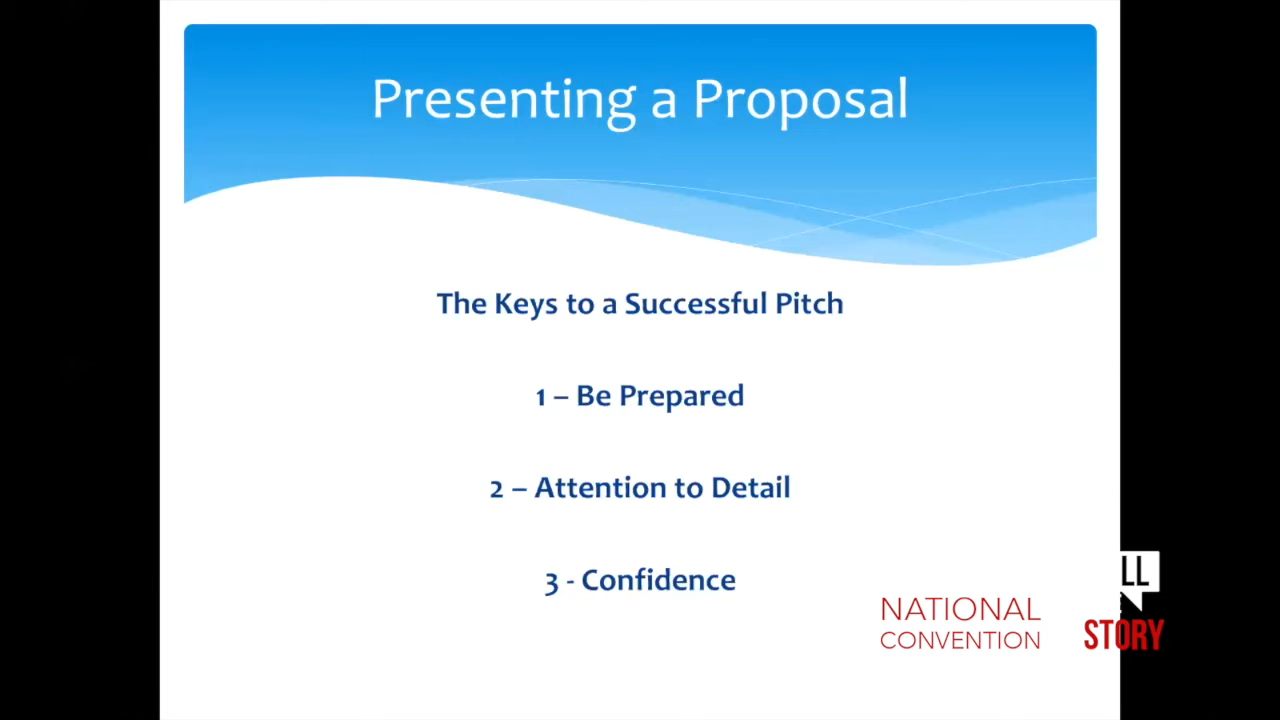 Presenting a Proposal
The Keys to a Successful Pitch
1 – Be Prepared
2 – Attention to Detail
3 - Confidence
NATIONAL
CONVENTION
LL
STORY